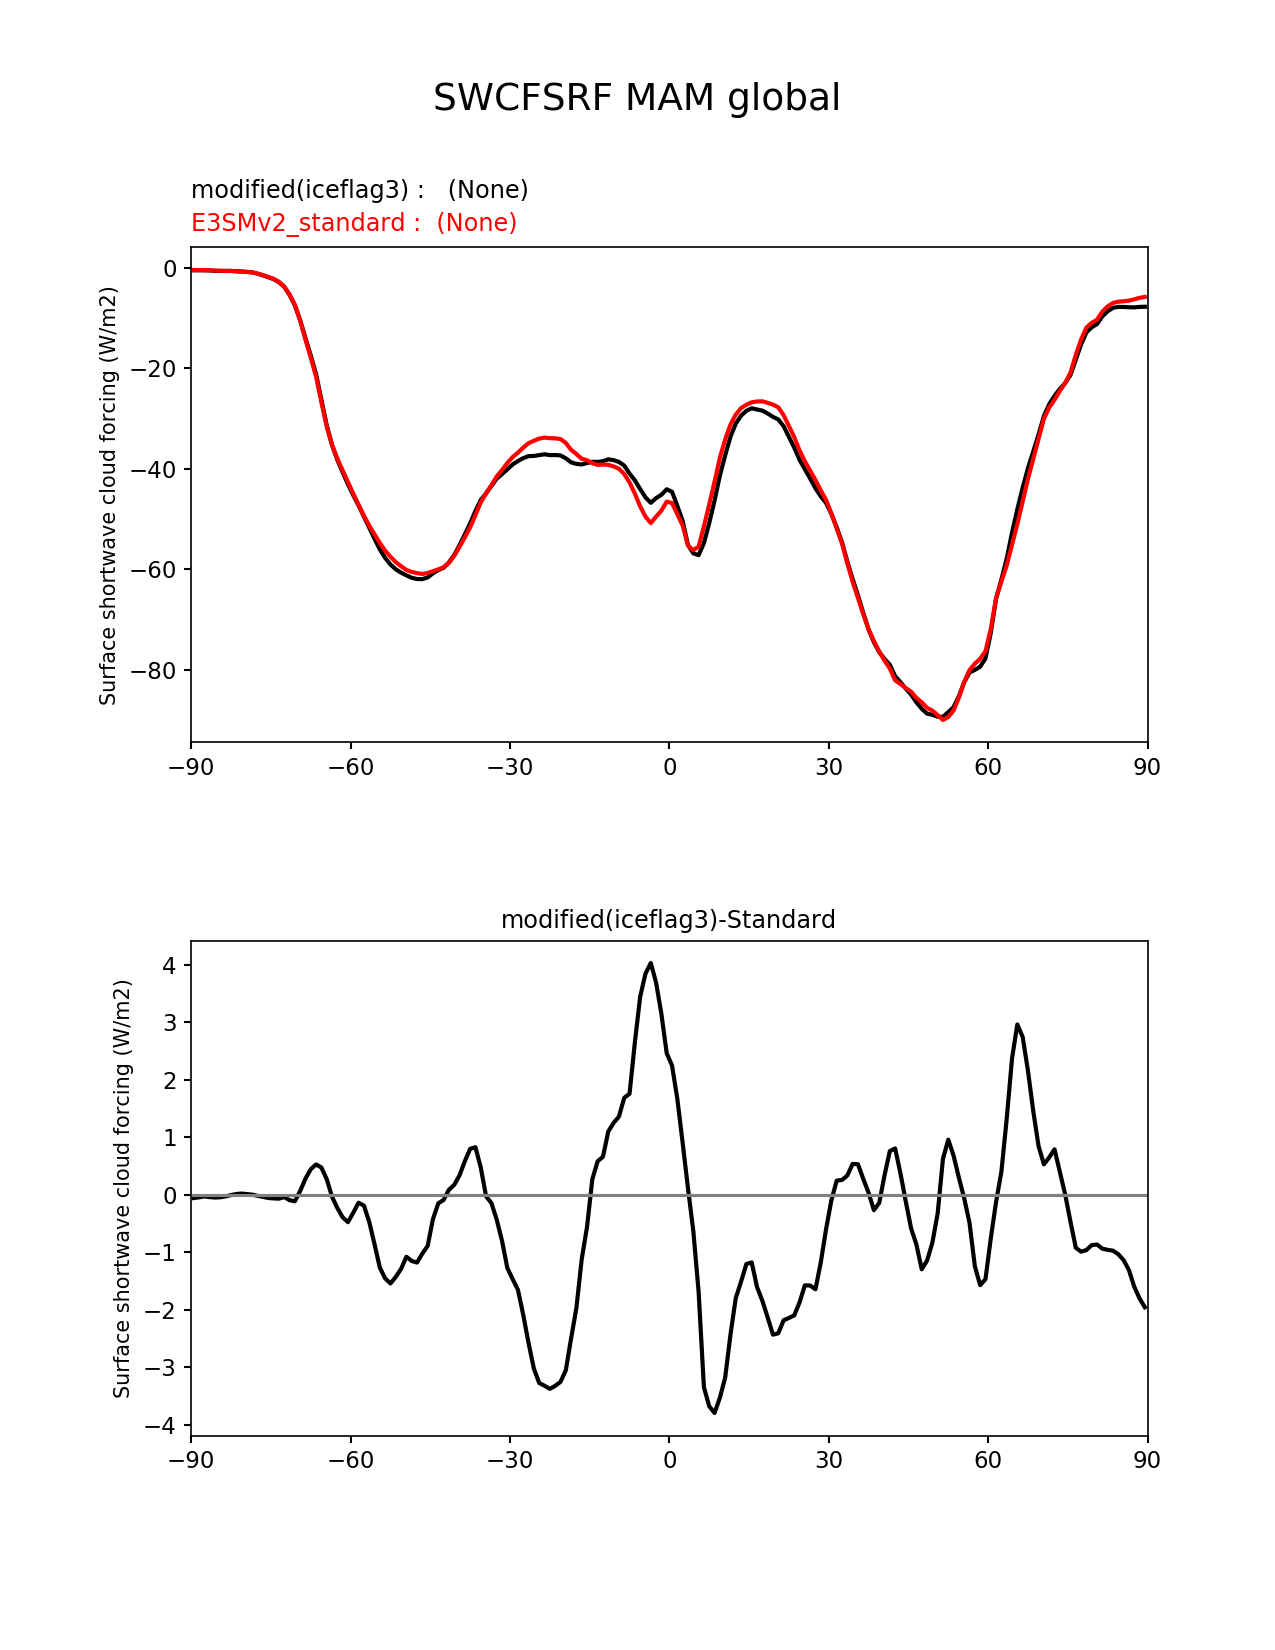 SWCFSRF MAM global
modified(iceflag3) :   (None)
E3SMv2_standard :  (None)
Surface shortwave cloud forcing (W/m2)
0
−20
−40
−60
−80
−90 −60 −30 0 30 60 90
modified(iceflag3)-Standard
Surface shortwave cloud forcing (W/m2)
4
3
2
1
0
−1
−2
−3
−4
−90 −60 −30 0 30 60 90